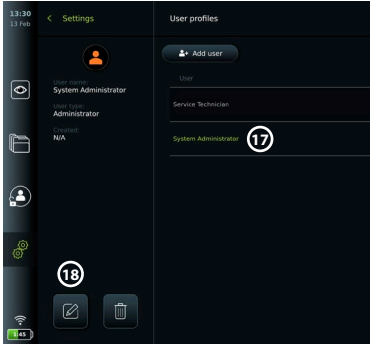 13:30
13 Feb
Settings
User profiles
Add user
User
User name:
System Administrator
User type:
Administrator
Created:
N/A
Service Technician
System Administrator
17
18
1:45